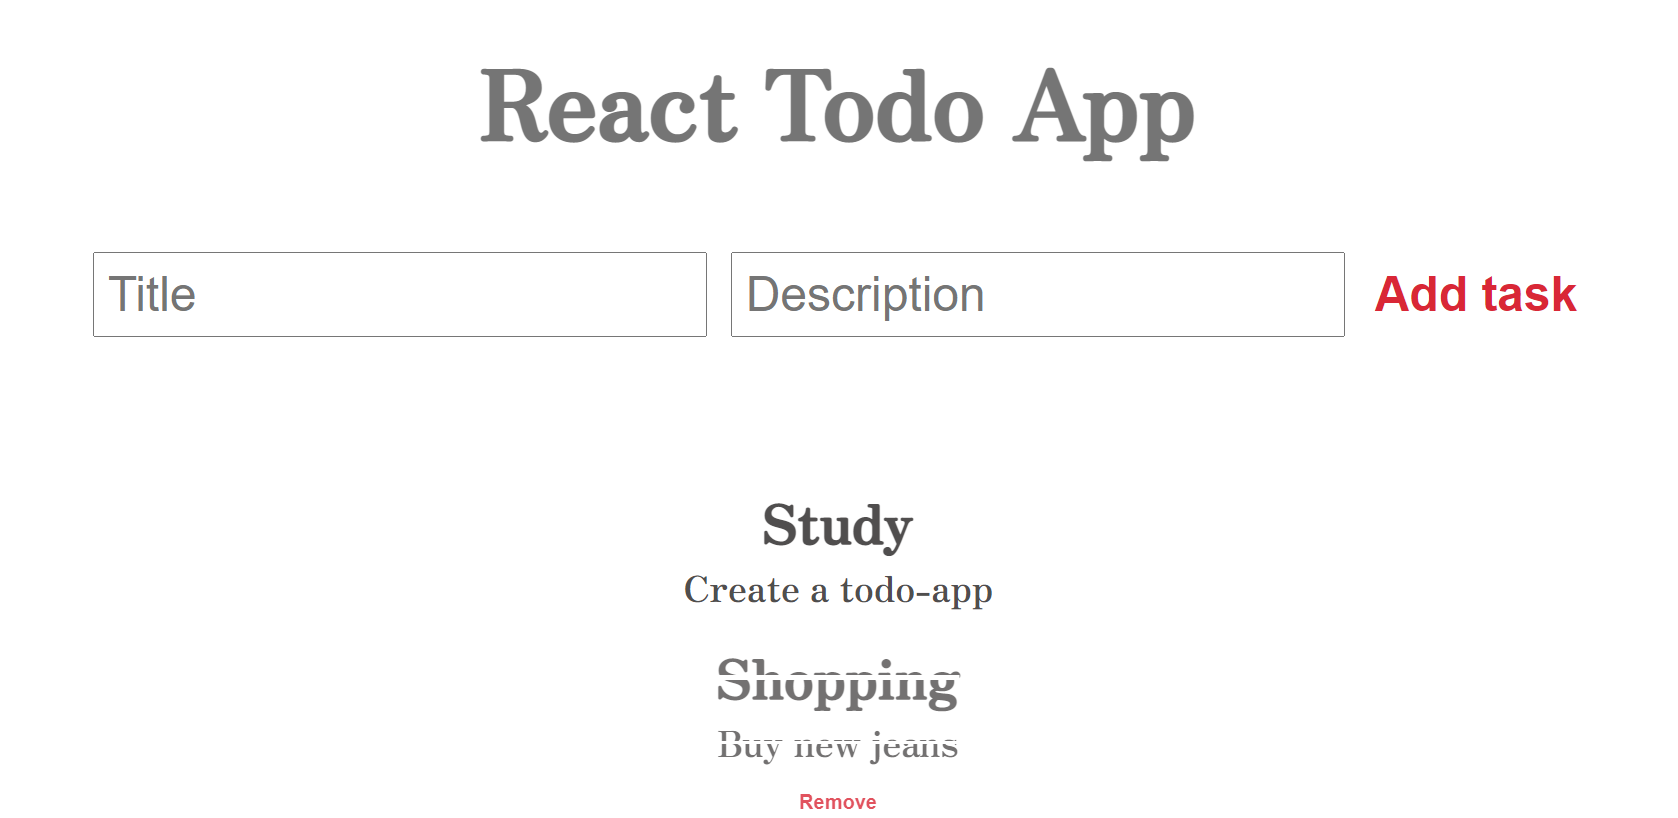 React Todo App
Title Description Add task
Study
Create a todo-app
Shopping
Buy new jeans
Remove